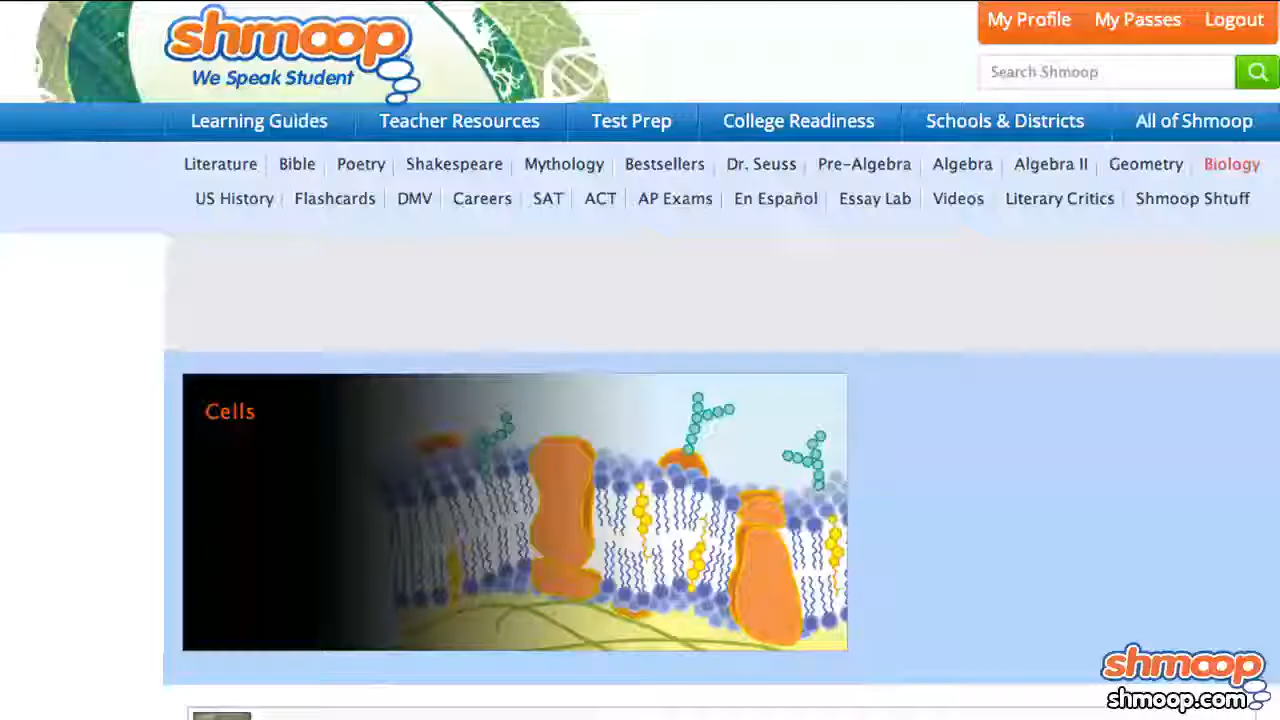 shmoop
We Speak Student
My Profile My Passes Logout
Search Shmoop
Learning Guides Teacher Resources Test Prep College Readiness Schools & Districts All of Shmoop
Literature Bible Poetry Shakespeare Mythology Bestsellers Dr. Seuss Pre-Algebra Algebra Algebra II Geometry Biology
US History Flashcards DMV Careers SAT ACT AP Exams En Español Essay Lab Videos Literary Critics Shmoop Shtuff
Cells
shmoop
shmoop.com